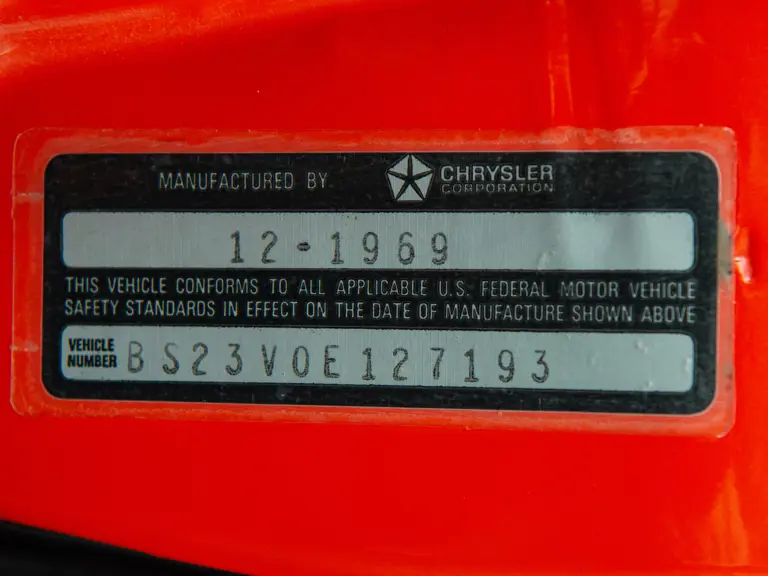 MANUFACTURED BY CHRYSLER CORPORATION
12-1969
THIS VEHICLE CONFORMS TO ALL APPLICABLE U.S. FEDERAL MOTOR VEHICLE
SAFETY STANDARDS IN EFFECT ON THE DATE OF MANUFACTURE SHOWN ABOVE
VEHICLE NUMBER BS23V0E127193